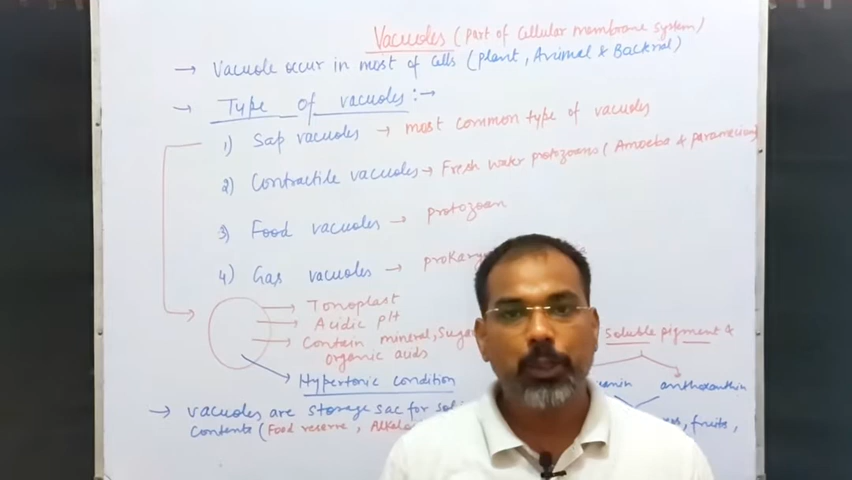 Vacuoles (part of cellular membrane system)
→ Vacuole occur in most of cells (plant, Animal & Backrial)
→ Type of vacuoles :→
1) Sap vacuoles → most common type of vacuoles
2) Contractile vacuoles → Fresh water protozoans (Amoeba & paramecium)
3) Food vacuoles → protozoan
4) Gas vacuoles →
→ Tonoplast
→ Acidic pH
→ Contain mineral, Sugar
soluble pigment &
organic acids
→ Hypertonic condition
anthoxanthin
→ vacuoles are storage sac for
fruits,
contents (Food reserve,